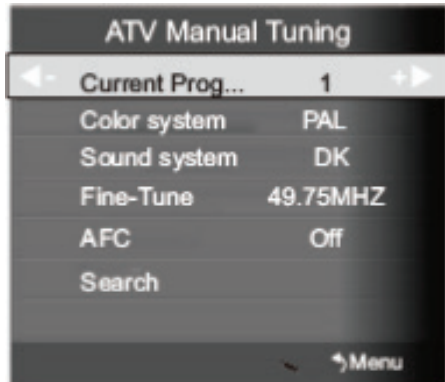 ATV Manual Tuning
- Current Prog... 1 +
Color system PAL
Sound system DK
Fine-Tune 49.75MHZ
AFC Off
Search
Menu